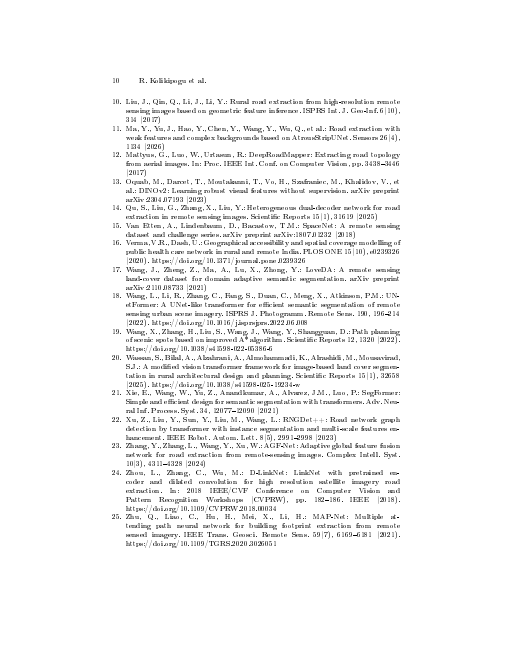 10 R. Kolikipogu et al.
10. Liu, J., Qin, Q., Li, J., Li, Y.: Rural road extraction from high-resolution remote
sensing images based on geometric feature inference. ISPRS Int. J. Geo-Inf. 6(10),
314 (2017)
11. Ma, Y., Yu, J., Hao, Y., Chen, Y., Wang, Y., Wu, Q., et al.: Road extraction with
weak features and complex backgrounds based on AtrousStripUNet. Sensors 26(4),
1134 (2026)
12. Mattyus, G., Luo, W., Urtasun, R.: DeepRoadMapper: Extracting road topology
from aerial images. In: Proc. IEEE Int. Conf. on Computer Vision, pp. 3438–3446
(2017)
13. Oquab, M., Darcet, T., Moutakanni, T., Vo, H., Szafraniec, M., Khalidov, V., et
al.: DINOv2: Learning robust visual features without supervision. arXiv preprint
arXiv:2304.07193 (2023)
14. Qu, S., Liu, G., Zhang, X., Liu, Y.: Heterogeneous dual-decoder network for road
extraction in remote sensing images. Scientific Reports 15(1), 31619 (2025)
15. Van Etten, A., Lindenbaum, D., Bacastow, T.M.: SpaceNet: A remote sensing
dataset and challenge series. arXiv preprint arXiv:1807.01232 (2018)
16. Verma, V.R., Dash, U.: Geographical accessibility and spatial coverage modelling of
public health care network in rural and remote India. PLOS ONE 15(10), e0239326
(2020). https://doi.org/10.1371/journal.pone.0239326
17. Wang, J., Zheng, Z., Ma, A., Lu, X., Zhong, Y.: LoveDA: A remote sensing
land-cover dataset for domain adaptive semantic segmentation. arXiv preprint
arXiv:2110.08733 (2021)
18. Wang, L., Li, R., Zhang, C., Fang, S., Duan, C., Meng, X., Atkinson, P.M.: UN-
etFormer: A UNet-like transformer for efficient semantic segmentation of remote
sensing urban scene imagery. ISPRS J. Photogramm. Remote Sens. 190, 196–214
(2022). https://doi.org/10.1016/j.isprsjprs.2022.06.008
19. Wang, X., Zhang, H., Liu, S., Wang, J., Wang, Y., Shangguan, D.: Path planning
of scenic spots based on improved A* algorithm. Scientific Reports 12, 1320 (2022).
https://doi.org/10.1038/s41598-022-05386-6
20. Wassan, S., Bilal, A., Alzahrani, A., Almohammadi, K., Alrashidi, M., Mousavirad,
S.J.: A modified vision transformer framework for image-based land cover segmen-
tation in rural architectural design and planning. Scientific Reports 15(1), 32658
(2025). https://doi.org/10.1038/s41598-025-19234-w
21. Xie, E., Wang, W., Yu, Z., Anandkumar, A., Alvarez, J.M., Luo, P.: SegFormer:
Simple and efficient design for semantic segmentation with transformers. Adv. Neu-
ral Inf. Process. Syst. 34, 12077–12090 (2021)
22. Xu, Z., Liu, Y., Sun, Y., Liu, M., Wang, L.: RNGDet++: Road network graph
detection by transformer with instance segmentation and multi-scale features en-
hancement. IEEE Robot. Autom. Lett. 8(5), 2991–2998 (2023)
23. Zhang, Y., Zhang, L., Wang, Y., Xu, W.: AGF-Net: Adaptive global feature fusion
network for road extraction from remote-sensing images. Complex Intell. Syst.
10(3), 4311–4328 (2024)
24. Zhou, L., Zhang, C., Wu, M.: D-LinkNet: LinkNet with pretrained en-
coder and dilated convolution for high resolution satellite imagery road
extraction. In: 2018 IEEE/CVF Conference on Computer Vision and
Pattern Recognition Workshops (CVPRW), pp. 182–186. IEEE (2018).
https://doi.org/10.1109/CVPRW.2018.00034
25. Zhu, Q., Liao, C., Hu, H., Mei, X., Li, H.: MAP-Net: Multiple at-
tending path neural network for building footprint extraction from remote
sensed imagery. IEEE Trans. Geosci. Remote Sens. 59(7), 6169–6181 (2021).
https://doi.org/10.1109/TGRS.2020.3026051